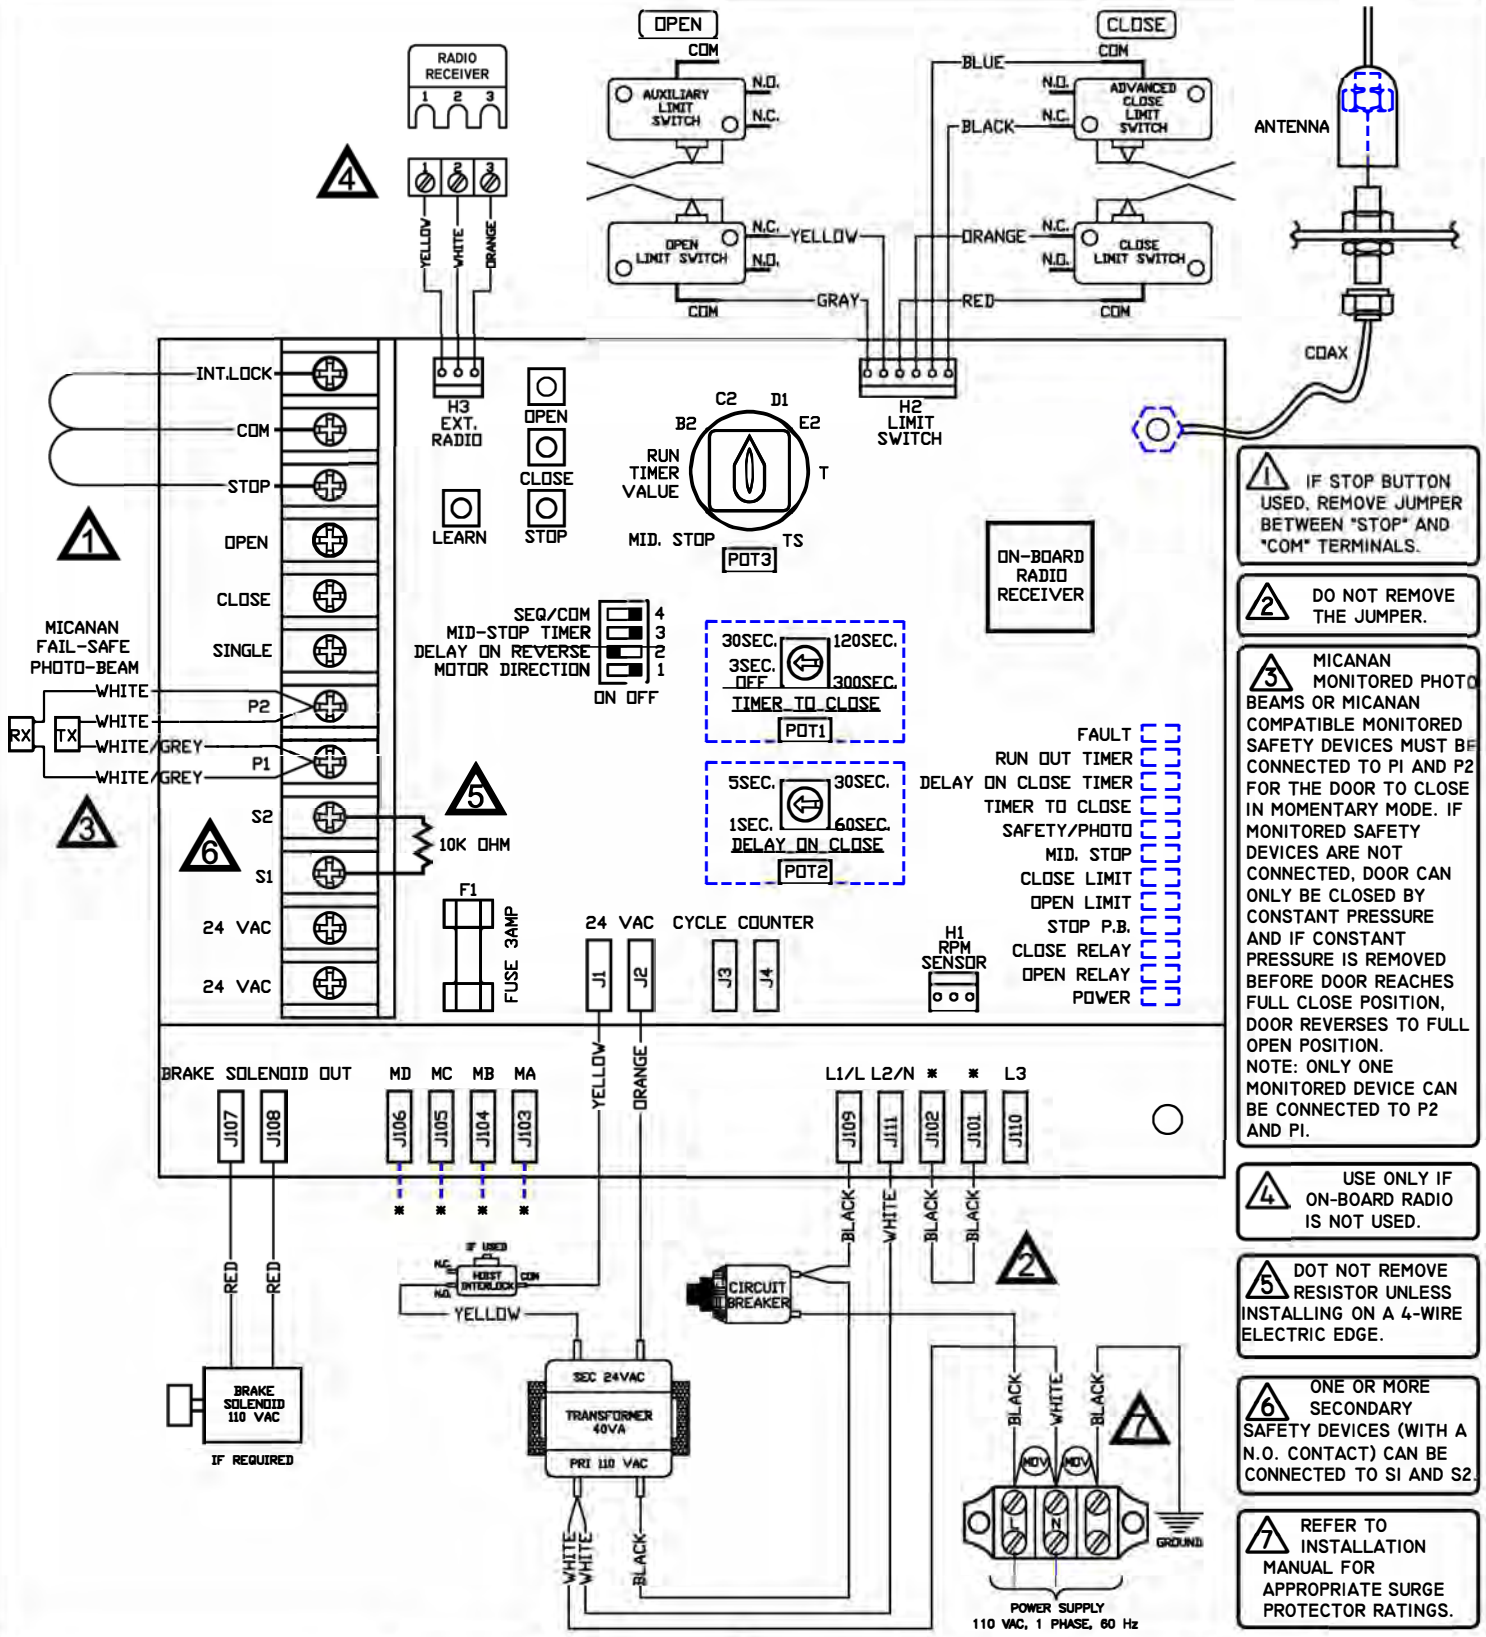 OPEN
CLOSE
COM
COM
RADIO
RECEIVER
1 2 3
AUXILIARY
LIMIT
SWITCH
N.O.
N.C.
BLUE
BLACK
N.O.
N.C.
ADVANCED
CLOSE
LIMIT
SWITCH
ANTENNA
4
1 2 3
YELLOW
WHITE
ORANGE
OPEN
LIMIT SWITCH
N.C.
N.O.
YELLOW
ORANGE
N.C.
N.O.
CLOSE
LIMIT SWITCH
COM
GRAY
RED
COM
COAX
INT.LOCK
COM
STOP
OPEN
CLOSE
SINGLE
P2
P1
S2
S1
24 VAC
24 VAC
1
MICANAN
FAIL-SAFE
PHOTO-BEAM
WHITE
WHITE
WHITE/GREY
WHITE/GREY
RX
TX
3
6
5
10K OHM
H3
EXT.
RADIO
OPEN
CLOSE
STOP
LEARN
H2
LIMIT
SWITCH
B2
C2
D1
E2
T
TS
RUN
TIMER
VALUE
MID. STOP
POT3
ON-BOARD
RADIO
RECEIVER
SEQ/COM 4
MID-STOP TIMER 3
DELAY ON REVERSE 2
MOTOR DIRECTION 1
ON OFF
30SEC. 120SEC.
3SEC.
OFF 300SEC.
TIMER TO CLOSE
POT1
5SEC. 30SEC.
1SEC. 60SEC.
DELAY ON CLOSE
POT2
FAULT
RUN OUT TIMER
DELAY ON CLOSE TIMER
TIMER TO CLOSE
SAFETY/PHOTO
MID. STOP
CLOSE LIMIT
OPEN LIMIT
STOP P.B.
CLOSE RELAY
OPEN RELAY
POWER
F1
FUSE 3AMP
24 VAC
CYCLE COUNTER
J1
J2
J3
J4
H1
RPM
SENSOR
BRAKE SOLENOID OUT
J107
J108
MD MC MB MA
J106
J105
J104
J103
* * * *
YELLOW
ORANGE
L1/L L2/N * * L3
J109
J111
J102
J101
J110
BLACK
WHITE
BLACK
BLACK
2
RED
RED
BRAKE
SOLENOID
110 VAC
IF REQUIRED
IF USED
N.C.
HOIST
INTERLOCK
COM
N.O.
YELLOW
CIRCUIT
BREAKER
SEC 24VAC
TRANSFORMER
40VA
PRI 110 VAC
WHITE
WHITE
BLACK
BLACK
WHITE
BLACK
7
MOV
MOV
L
N
GROUND
POWER SUPPLY
110 VAC, 1 PHASE, 60 Hz
1 IF STOP BUTTON
USED, REMOVE JUMPER
BETWEEN "STOP" AND
"COM" TERMINALS.
2 DO NOT REMOVE
THE JUMPER.
3 MICANAN
MONITORED PHOTO
BEAMS OR MICANAN
COMPATIBLE MONITORED
SAFETY DEVICES MUST BE
CONNECTED TO P1 AND P2
FOR THE DOOR TO CLOSE
IN MOMENTARY MODE. IF
MONITORED SAFETY
DEVICES ARE NOT
CONNECTED, DOOR CAN
ONLY BE CLOSED BY
CONSTANT PRESSURE
AND IF CONSTANT
PRESSURE IS REMOVED
BEFORE DOOR REACHES
FULL CLOSE POSITION,
DOOR REVERSES TO FULL
OPEN POSITION.
NOTE: ONLY ONE
MONITORED DEVICE CAN
BE CONNECTED TO P2
AND P1.
4 USE ONLY IF
ON-BOARD RADIO
IS NOT USED.
5 DOT NOT REMOVE
RESISTOR UNLESS
INSTALLING ON A 4-WIRE
ELECTRIC EDGE.
6 ONE OR MORE
SECONDARY
SAFETY DEVICES (WITH A
N.O. CONTACT) CAN BE
CONNECTED TO S1 AND S2.
7 REFER TO
INSTALLATION
MANUAL FOR
APPROPRIATE SURGE
PROTECTOR RATINGS.